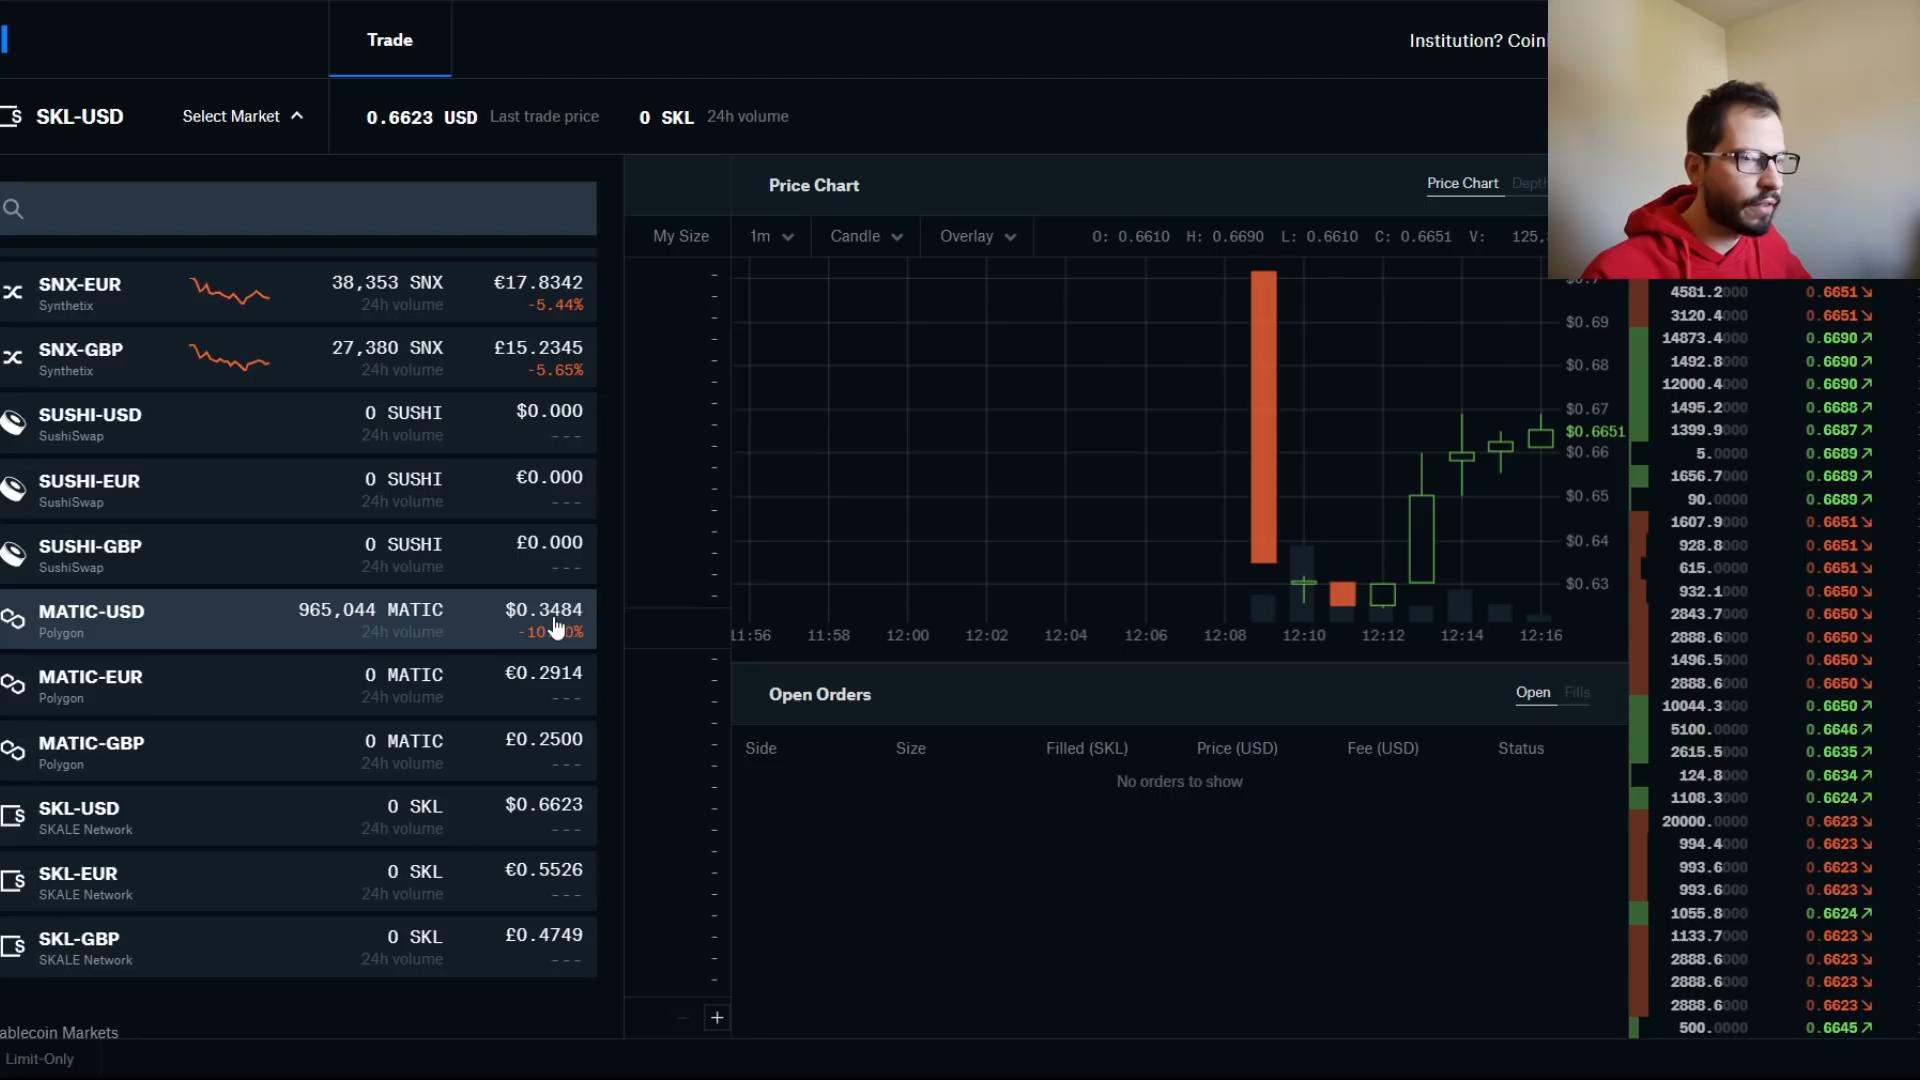 Trade
Institution? Coin
SKL-USD
Select Market
0.6623 USD Last trade price
0 SKL 24h volume
SNX-EUR 38,353 SNX €17.8342
Synthetix 24h volume -5.44%
SNX-GBP 27,380 SNX £15.2345
Synthetix 24h volume -5.65%
SUSHI-USD 0 SUSHI $0.000
SushiSwap 24h volume ---
SUSHI-EUR 0 SUSHI €0.000
SushiSwap 24h volume ---
SUSHI-GBP 0 SUSHI £0.000
SushiSwap 24h volume ---
MATIC-USD 965,044 MATIC $0.3484
Polygon 24h volume
MATIC-EUR 0 MATIC €0.2914
Polygon 24h volume ---
MATIC-GBP 0 MATIC £0.2500
Polygon 24h volume ---
SKL-USD 0 SKL $0.6623
SKALE Network 24h volume ---
SKL-EUR 0 SKL €0.5526
SKALE Network 24h volume ---
SKL-GBP 0 SKL £0.4749
SKALE Network 24h volume ---
ablecoin Markets
Limit-Only
My Size
Price Chart
Price Chart Depth
1m Candle Overlay O: 0.6610 H: 0.6690 L: 0.6610 C: 0.6651 V: 125,
$0.69
$0.68
$0.67
$0.6651
$0.66
$0.65
$0.64
$0.63
11:56 11:58 12:00 12:02 12:04 12:06 12:08 12:10 12:12 12:14 12:16
Open Orders
Open Fills
Side Size Filled (SKL) Price (USD) Fee (USD) Status
No orders to show
4581.2000 0.6651↘
3120.4000 0.6651↘
14873.4000 0.6690↗
1492.8000 0.6690↗
12000.4000 0.6690↗
1495.2000 0.6688↗
1399.9000 0.6687↗
5.0000 0.6689↗
1656.7000 0.6689↗
90.0000 0.6689↗
1607.9000 0.6651↘
928.8000 0.6651↘
615.0000 0.6651↘
932.1000 0.6650↘
2843.7000 0.6650↘
2888.6000 0.6650↘
1496.5000 0.6650↘
2888.6000 0.6650↘
10044.3000 0.6650↗
5100.0000 0.6646↗
2615.5000 0.6635↗
124.8000 0.6634↗
1108.3000 0.6624↗
20000.0000 0.6623↘
994.4000 0.6623↘
993.6000 0.6623↘
993.6000 0.6623↘
1055.8000 0.6624↗
1133.7000 0.6623↘
2888.6000 0.6623↘
2888.6000 0.6623↘
2888.6000 0.6623↘
500.0000 0.6645↗